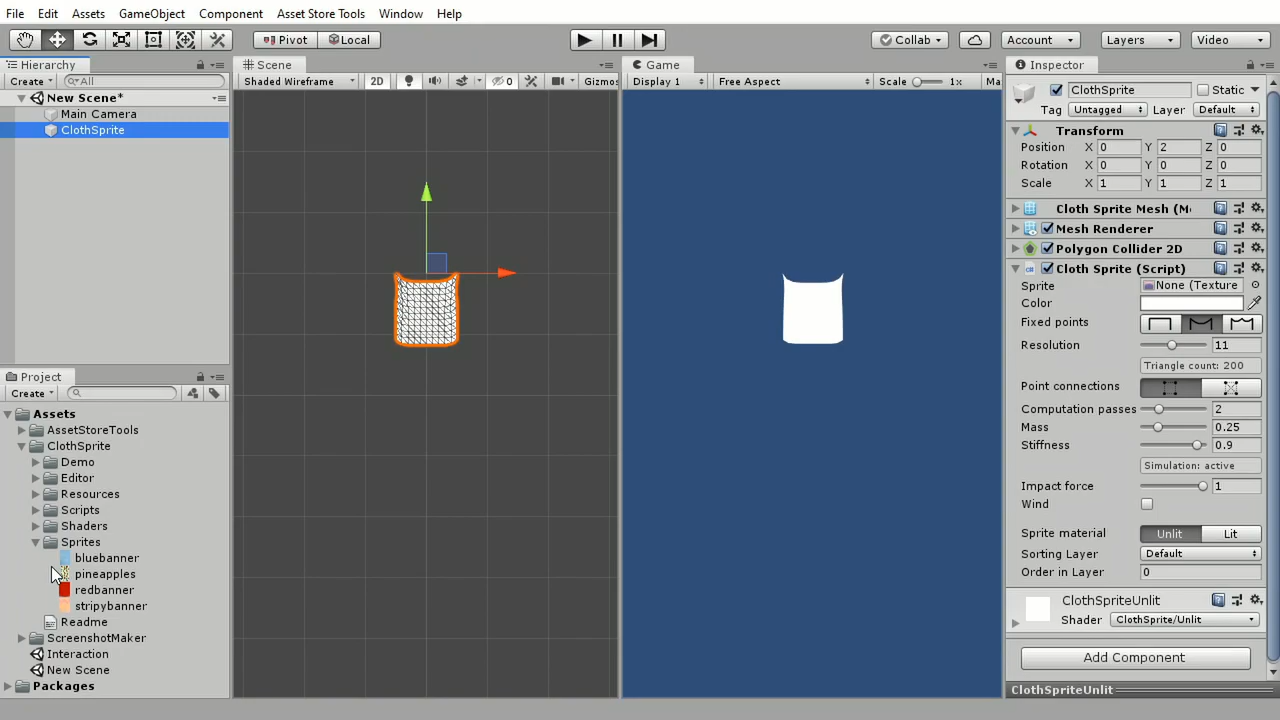 File Edit Assets GameObject Component Asset Store Tools Window Help
Pivot Local Collab Account Layers Video
Hierarchy
Create All
New Scene*
Main Camera
ClothSprite
Project
Create
Assets
AssetStoreTools
ClothSprite
Demo
Editor
Resources
Scripts
Shaders
Sprites
bluebanner
pineapples
redbanner
stripybanner
Readme
ScreenshotMaker
Interaction
New Scene
Packages
Scene
Shaded Wireframe 2D 0 Gizmos
Game
Display 1 Free Aspect Scale 1x Ma
Inspector
ClothSprite Static
Tag Untagged Layer Default
Transform
Position X 0 Y 2 Z 0
Rotation X 0 Y 0 Z 0
Scale X 1 Y 1 Z 1
Cloth Sprite Mesh (M
Mesh Renderer
Polygon Collider 2D
Cloth Sprite (Script)
Sprite None (Texture
Color
Fixed points
Resolution 11
Triangle count: 200
Point connections
Computation passes 2
Mass 0.25
Stiffness 0.9
Simulation: active
Impact force 1
Wind
Sprite material Unlit Lit
Sorting Layer Default
Order in Layer 0
ClothSpriteUnlit
Shader ClothSprite/Unlit
Add Component
ClothSpriteUnlit